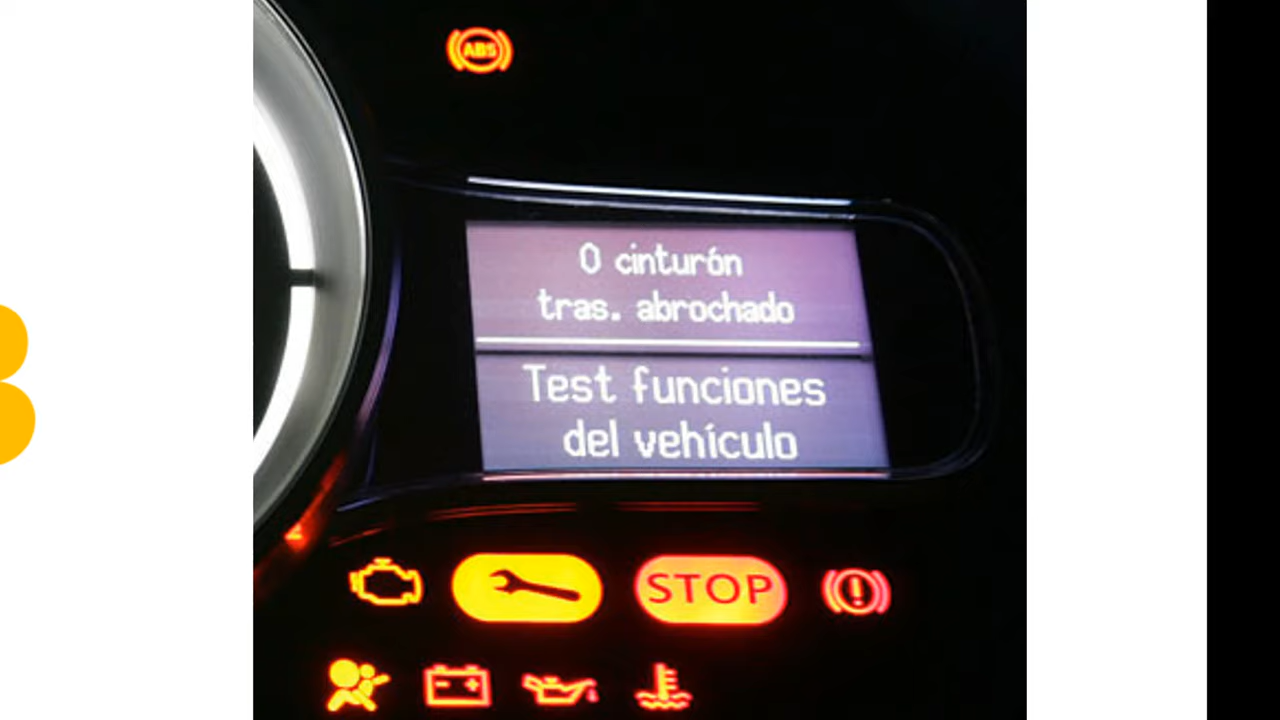 ABS
0 cinturón
tras. abrochado
Test funciones
del vehículo
STOP